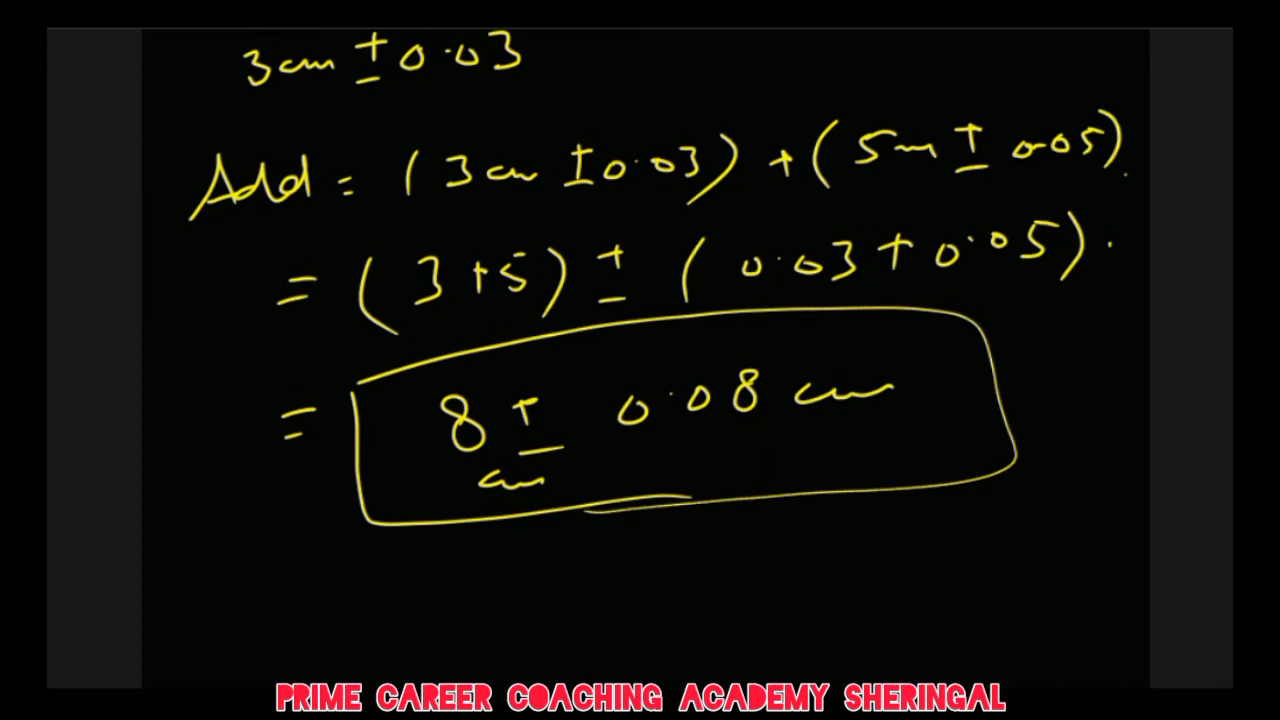 3cm ± 0.03
Add = (3cm ± 0.03) + (5cm ± 0.05).
= (3+5) ± (0.03 + 0.05).
= 8 ± 0.08 cm
cm
PRIME CAREER COACHING ACADEMY SHERINGAL